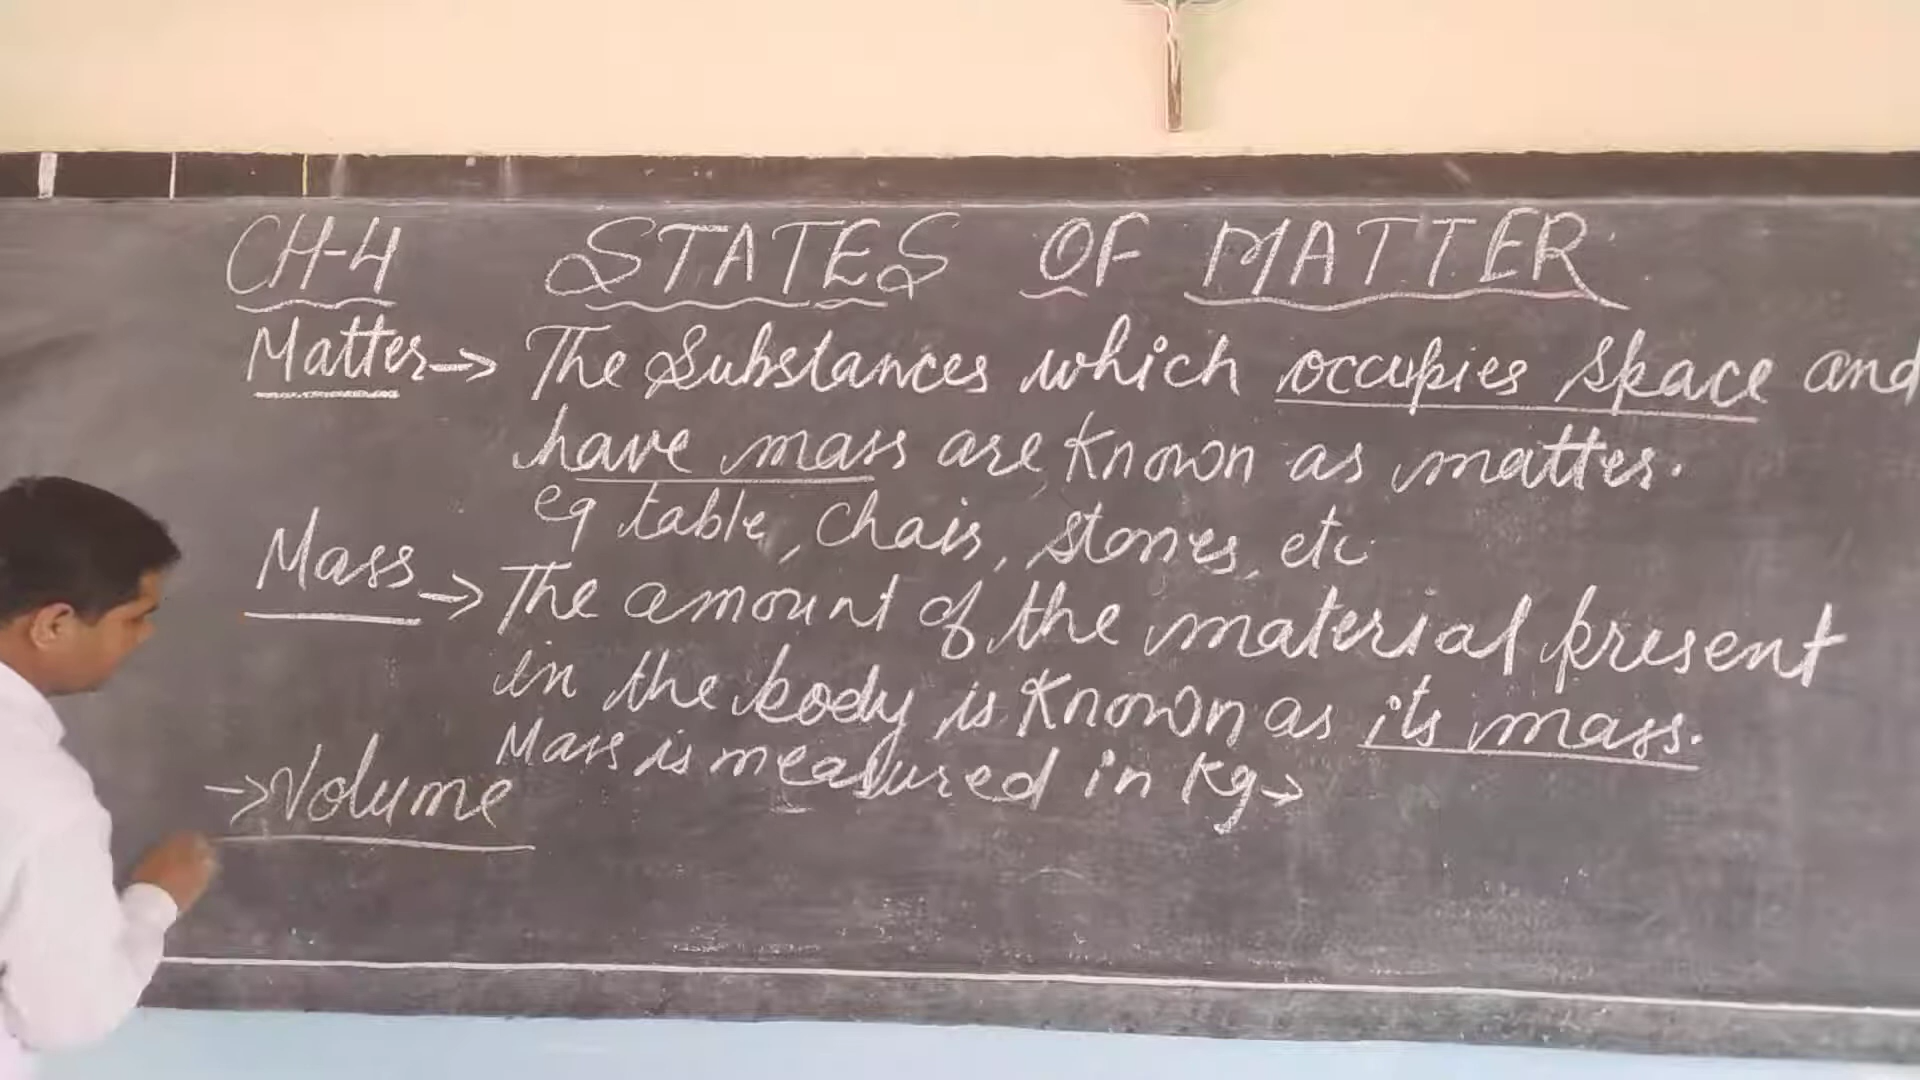 CH-4 STATES OF MATTER
Matter -> The Substances which occupies space and
have mass are known as matter.
eg table, chair, stones, etc
Mass -> The amount of the material present
in the body is known as its mass.
Mass is measured in kg->
->Volume